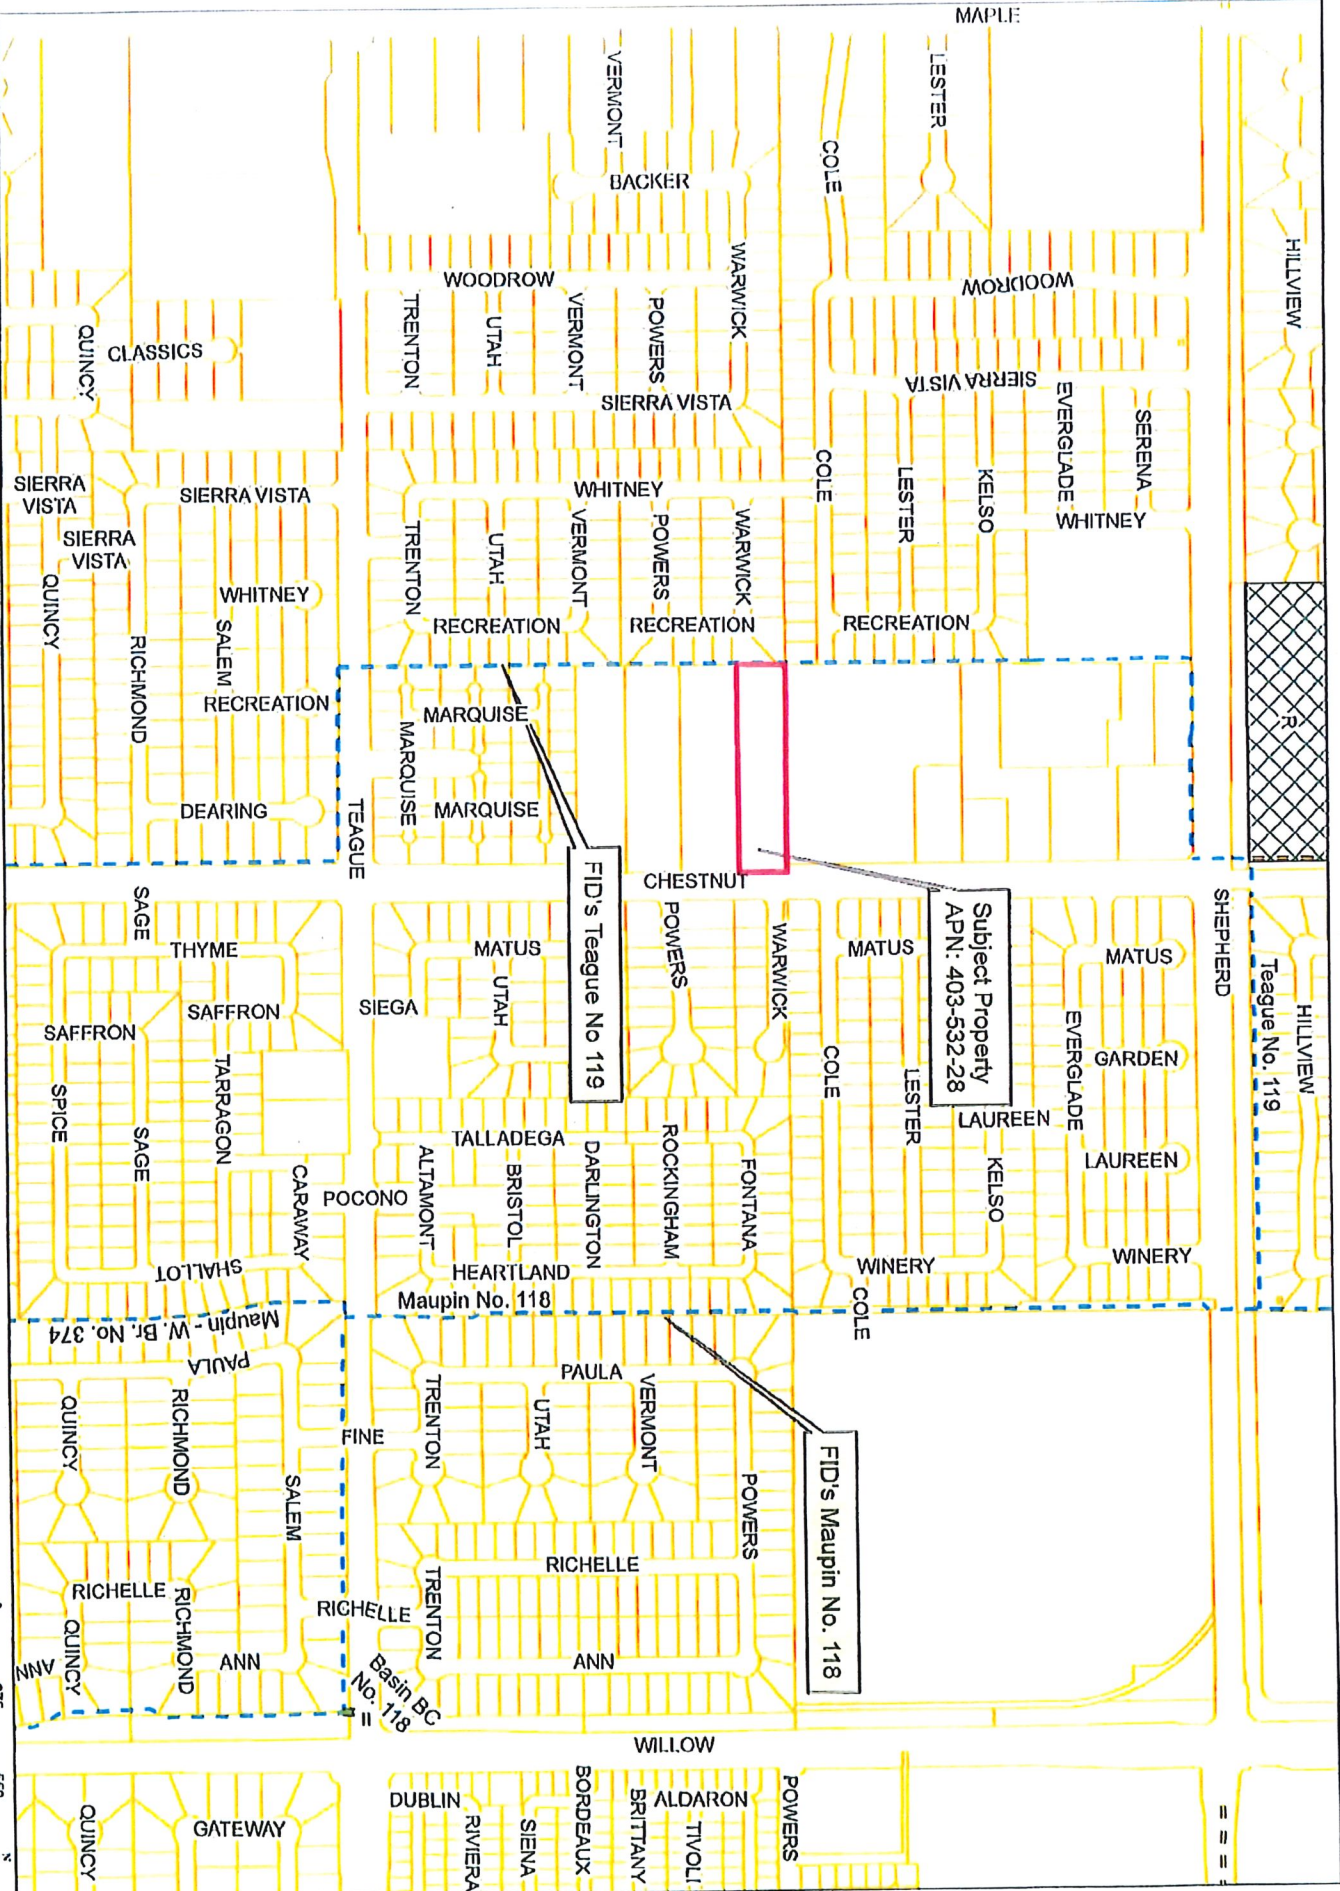 MAPLE
VERMONT
LESTER
COLE
BACKER
HILLVIEW
WARWICK
WOODROW
WOODROW
TRENTON
UTAH
VERMONT
POWERS
QUINCY
CLASSICS
SIERRA VISTA
SIERRA VISTA
EVERGLADE
SERENA
SIERRA
VISTA
SIERRA VISTA
WHITNEY
COLE
LESTER
KELSO
WHITNEY
SIERRA
VISTA
TRENTON
UTAH
VERMONT
POWERS
WARWICK
QUINCY
WHITNEY
RICHMOND
SALEM
RECREATION
RECREATION
RECREATION
RECREATION
MARQUISE
MARQUISE
MARQUISE
"R"
DEARING
TEAGUE
CHESTNUT
FID's Teague No 119
Subject Property
APN: 403-532-28
SHEPHERD
Teague No. 119
HILLVIEW
SAGE
THYME
MATUS
POWERS
WARWICK
MATUS
MATUS
SAFFRON
SAFFRON
SIEGA
UTAH
COLE
LESTER
EVERGLADE
GARDEN
LAUREEN
LAUREEN
KELSO
SPICE
SAGE
TARRAGON
CARAWAY
POCONO
TALLADEGA
ALTAMONT
BRISTOL
DARLINGTON
ROCKINGHAM
FONTANA
SHALLOT
HEARTLAND
WINERY
WINERY
Maupin No. 118
COLE
Maupin - W. Br. No. 374
PAULA
PAULA
QUINCY
RICHMOND
FINE
TRENTON
UTAH
VERMONT
FID's Maupin No. 118
SALEM
POWERS
RICHELLE
RICHELLE
RICHELLE
TRENTON
QUINCY
RICHMOND
ANN
ANN
ANN
Basin BC
No. 118
WILLOW
QUINCY
GATEWAY
DUBLIN
RIVIERA
SIENA
BORDEAUX
BRITTANY
ALDARON
TIVOLI
POWERS